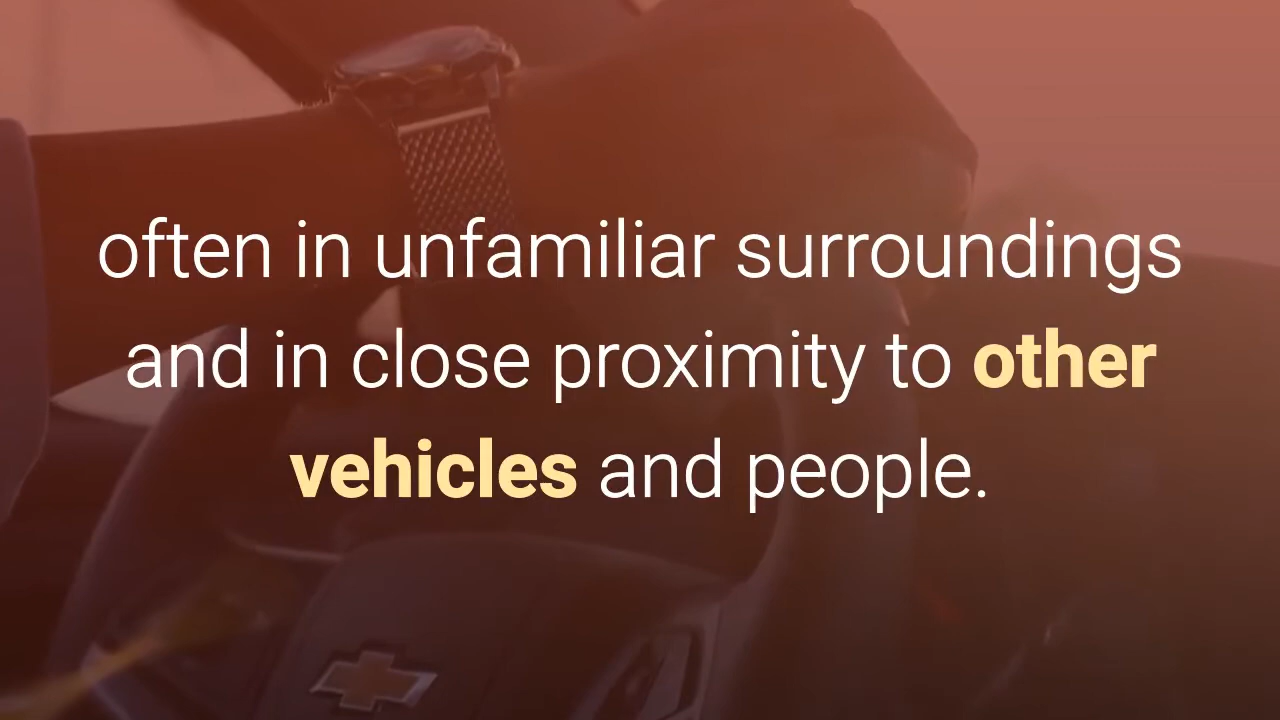 often in unfamiliar surroundings
and in close proximity to other
vehicles and people.